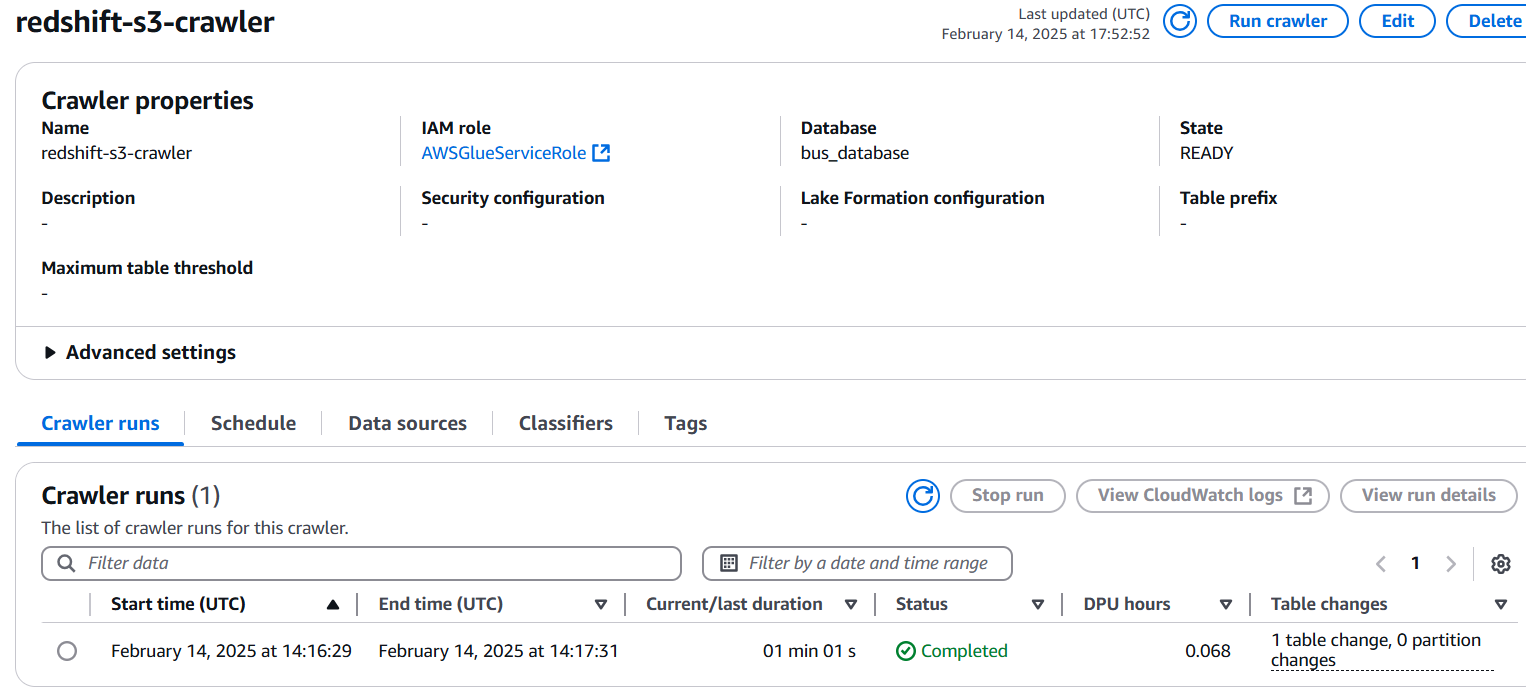 redshift-s3-crawler
Last updated (UTC)
February 14, 2025 at 17:52:52
Run crawler
Edit
Delete
Crawler properties
Name
redshift-s3-crawler
IAM role
AWSGlueServiceRole
Database
bus_database
State
READY
Description
-
Security configuration
-
Lake Formation configuration
-
Table prefix
-
Maximum table threshold
-
Advanced settings
Crawler runs
Schedule
Data sources
Classifiers
Tags
Crawler runs (1)
The list of crawler runs for this crawler.
Stop run
View CloudWatch logs
View run details
Filter data
Filter by a date and time range
1
Start time (UTC)
End time (UTC)
Current/last duration
Status
DPU hours
Table changes
February 14, 2025 at 14:16:29
February 14, 2025 at 14:17:31
01 min 01 s
Completed
0.068
1 table change, 0 partition
changes